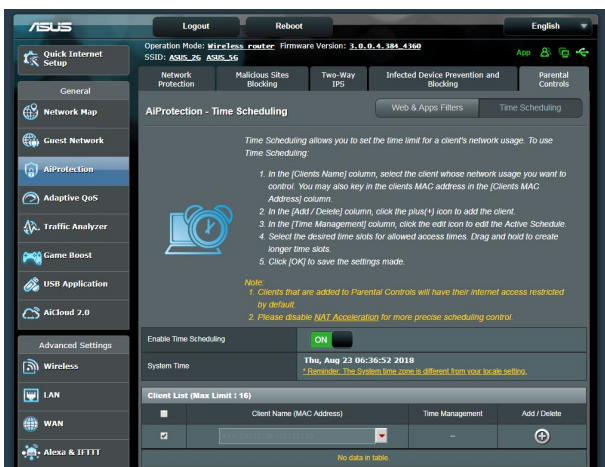 ASUS
Logout
Reboot
English
Quick Internet
Setup
General
Network Map
Guest Network
AiProtection
Adaptive QoS
Traffic Analyzer
Game Boost
USB Application
AiCloud 2.0
Advanced Settings
Wireless
LAN
WAN
Alexa & IFTTT
Operation Mode: Wireless router Firmware Version: 3.0.0.4.384_4360
SSID: ASUS_2G ASUS_5G
App
Network
Protection
Malicious Sites
Blocking
Two-Way
IPS
Infected Device Prevention and
Blocking
Parental
Controls
AiProtection - Time Scheduling
Web & Apps Filters
Time Scheduling
Time Scheduling allows you to set the time limit for a client's network usage. To use
Time Scheduling:
1. In the [Clients Name] column, select the client whose network usage you want to
control. You may also key in the clients MAC address in the [Clients MAC
Address] column.
2. In the [Add / Delete] column, click the plus(+) icon to add the client.
3. In the [Time Management] column, click the edit icon to edit the Active Schedule.
4. Select the desired time slots for allowed access times. Drag and hold to create
longer time slots.
5. Click [OK] to save the settings made.
Note:
1. Clients that are added to Parental Controls will have their internet access restricted
by default.
2. Please disable NAT Acceleration for more precise scheduling control.
Enable Time Scheduling
ON
System Time
Thu, Aug 23 06:36:52 2018
* Reminder: The System time zone is different from your locale setting.
Client List (Max Limit : 16)
Client Name (MAC Address)
Time Management
Add / Delete
--
No data in table.